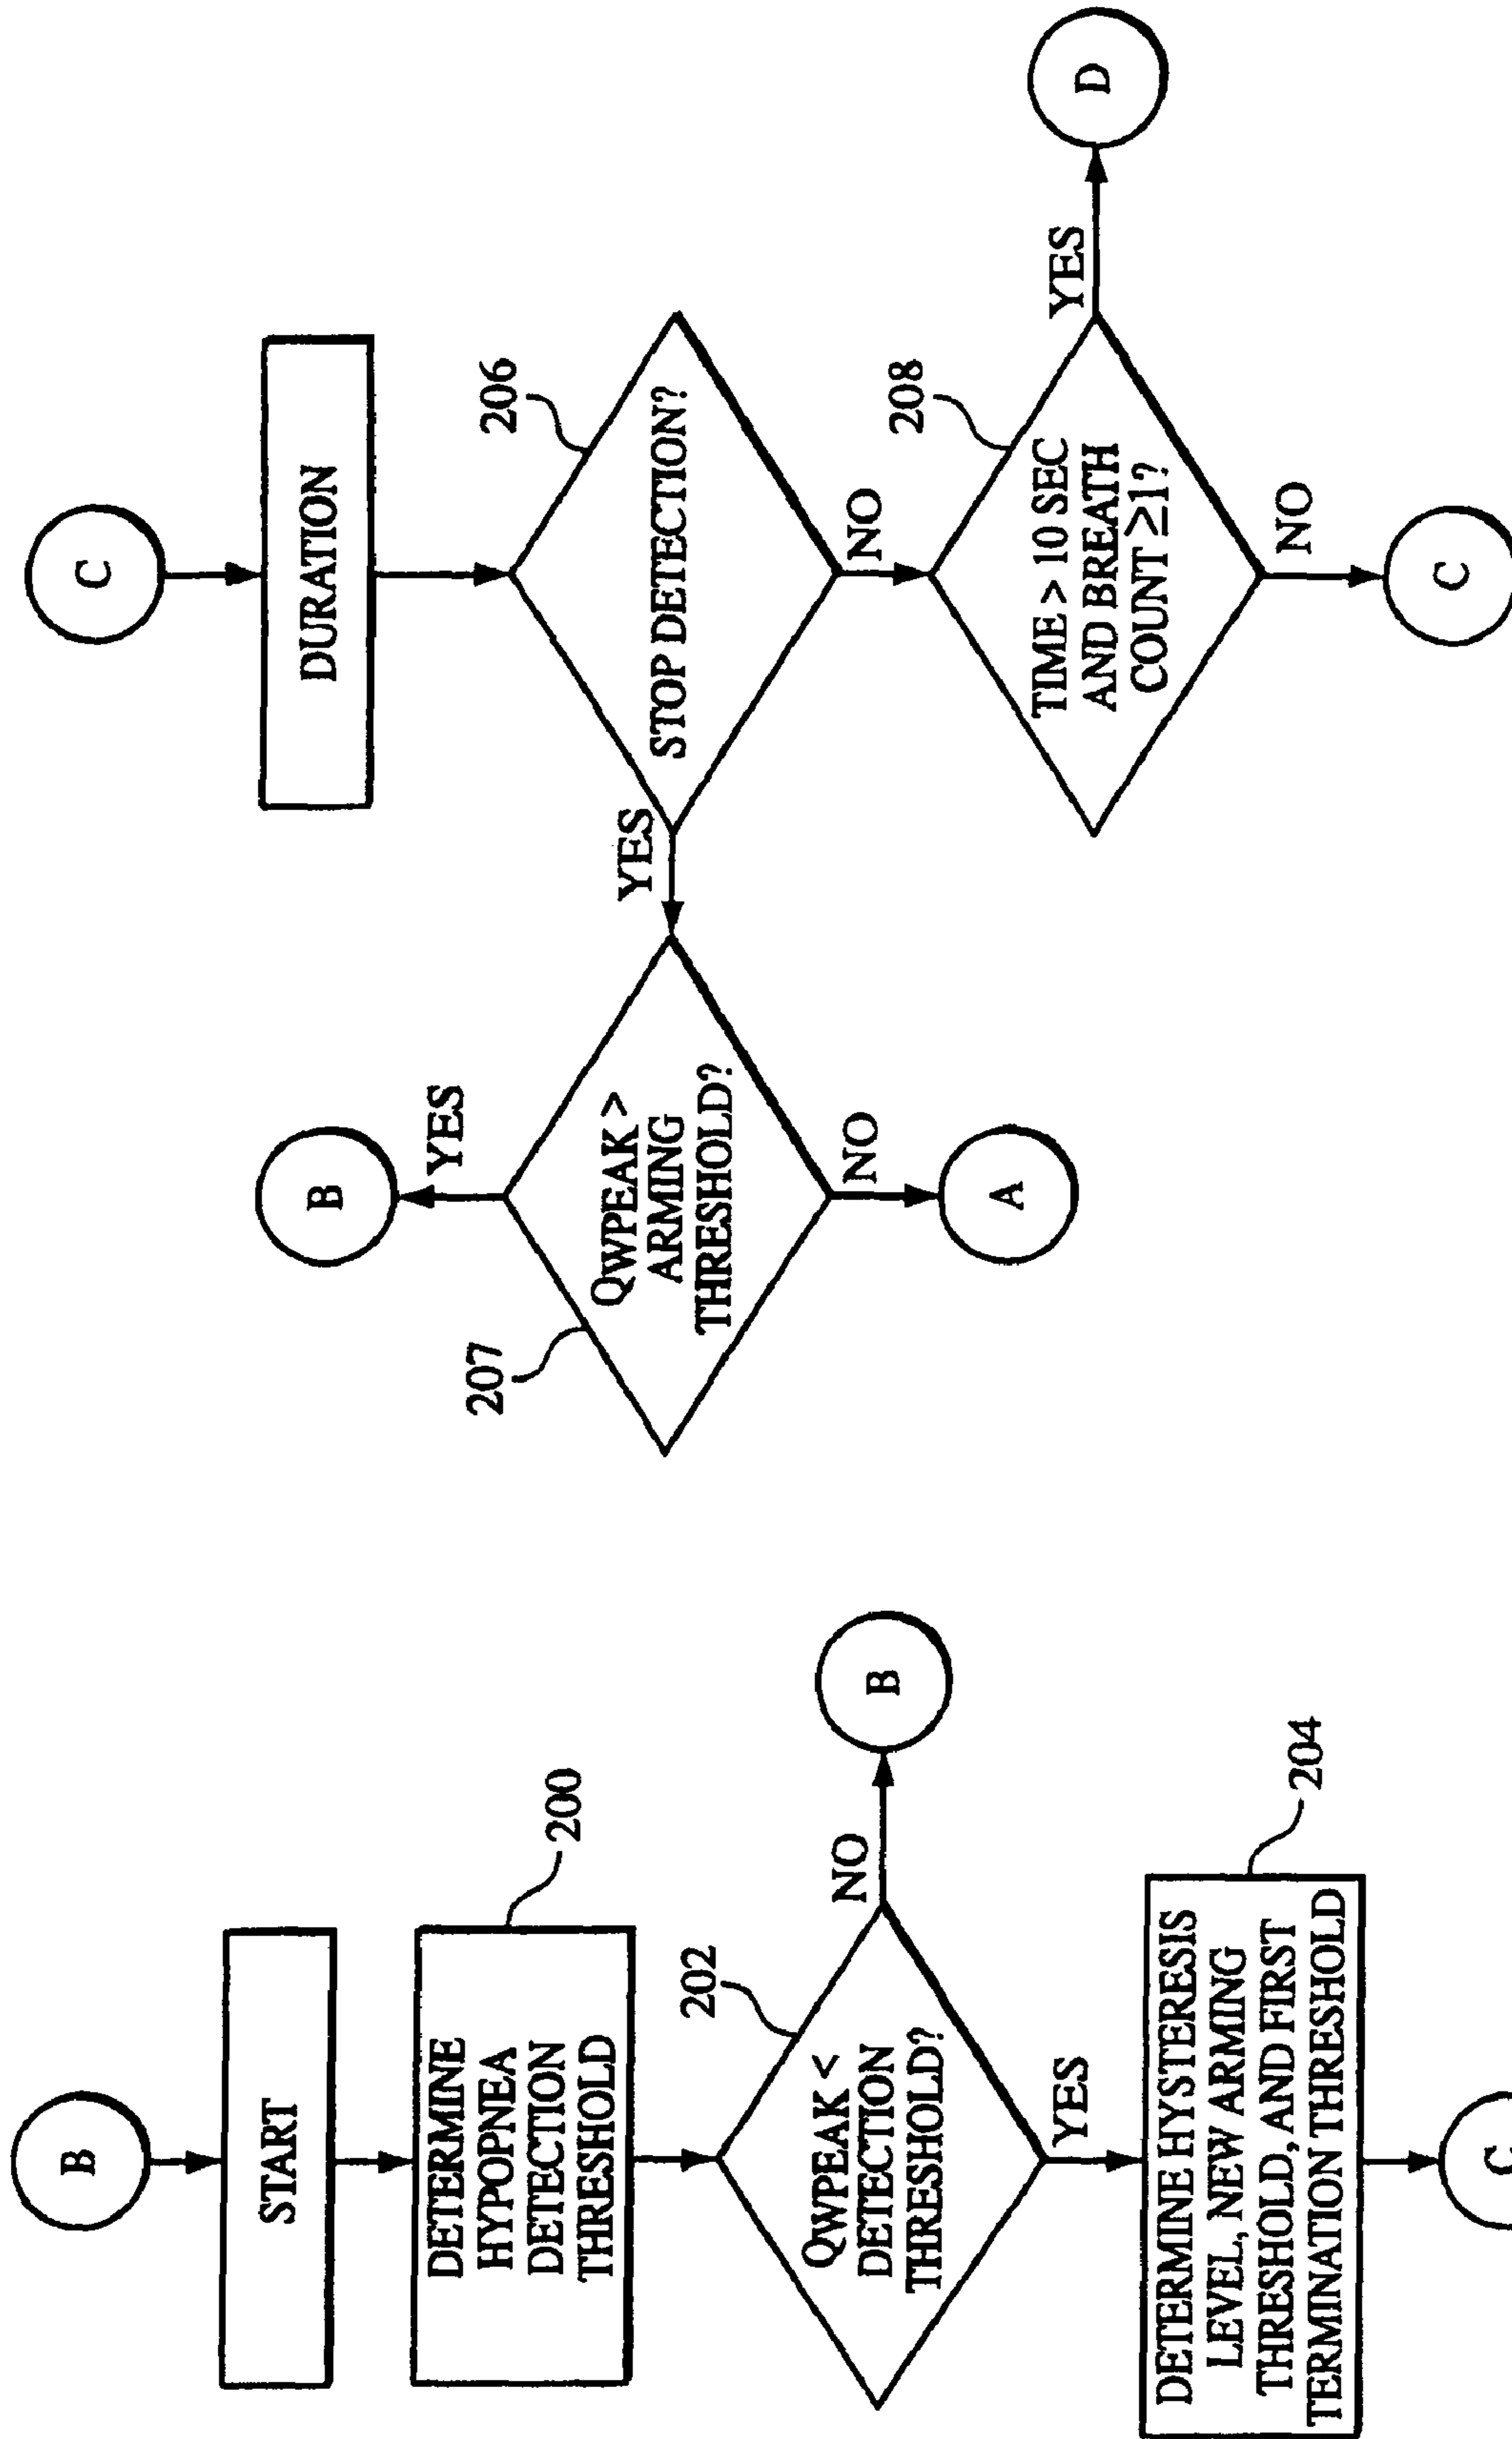 B
START
DETERMINE
HYPOPNEA
DETECTION
THRESHOLD
200
202
QWPEAK <
DETECTION
THRESHOLD?
NO
B
YES
204
DETERMINE HYSTERESIS
LEVEL, NEW ARMING
THRESHOLD, AND FIRST
TERMINATION THRESHOLD
C
C
DURATION
206
STOP DETECTION?
YES
NO
207
QWPEAK >
ARMING
THRESHOLD?
YES
B
NO
A
208
TIME > 10 SEC
AND BREATH
COUNT ≥1?
YES
D
NO
C